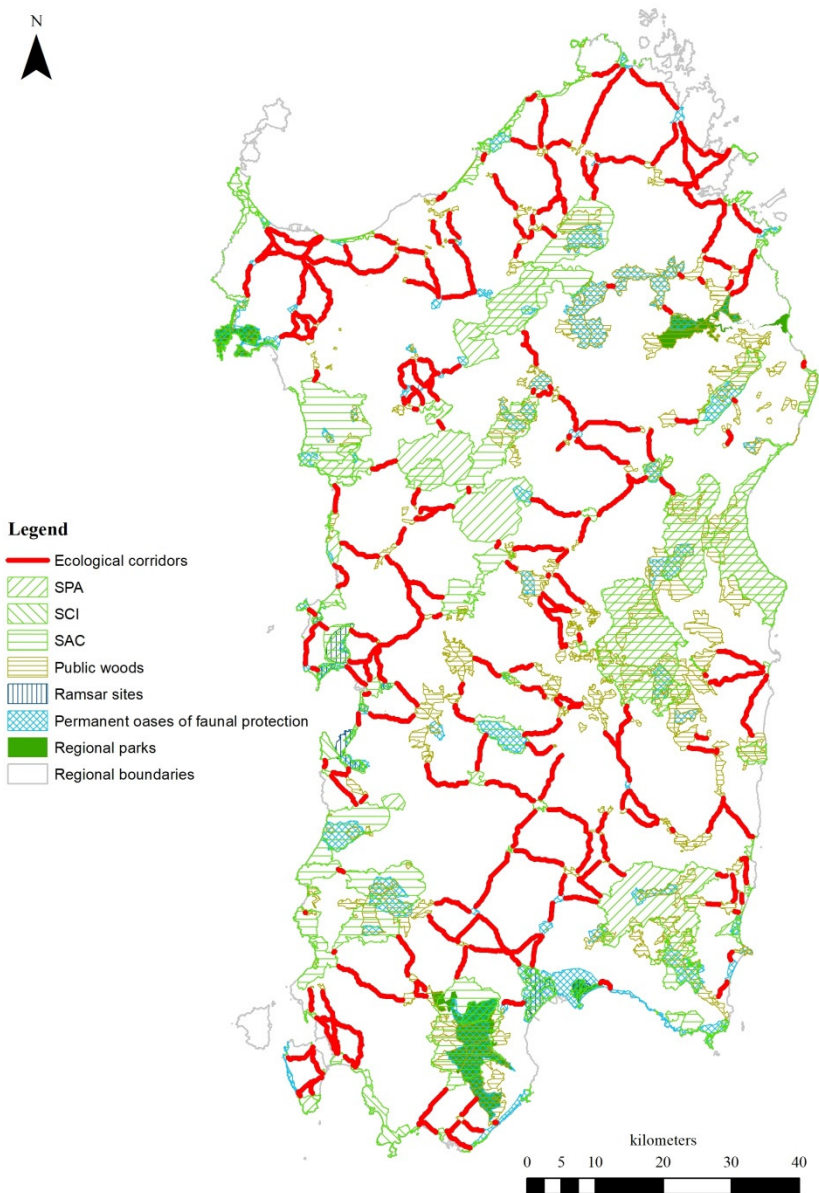 N
Legend
Ecological corridors
SPA
SCI
SAC
Public woods
Ramsar sites
Permanent oases of faunal protection
Regional parks
Regional boundaries
kilometers
0 5 10 20 30 40